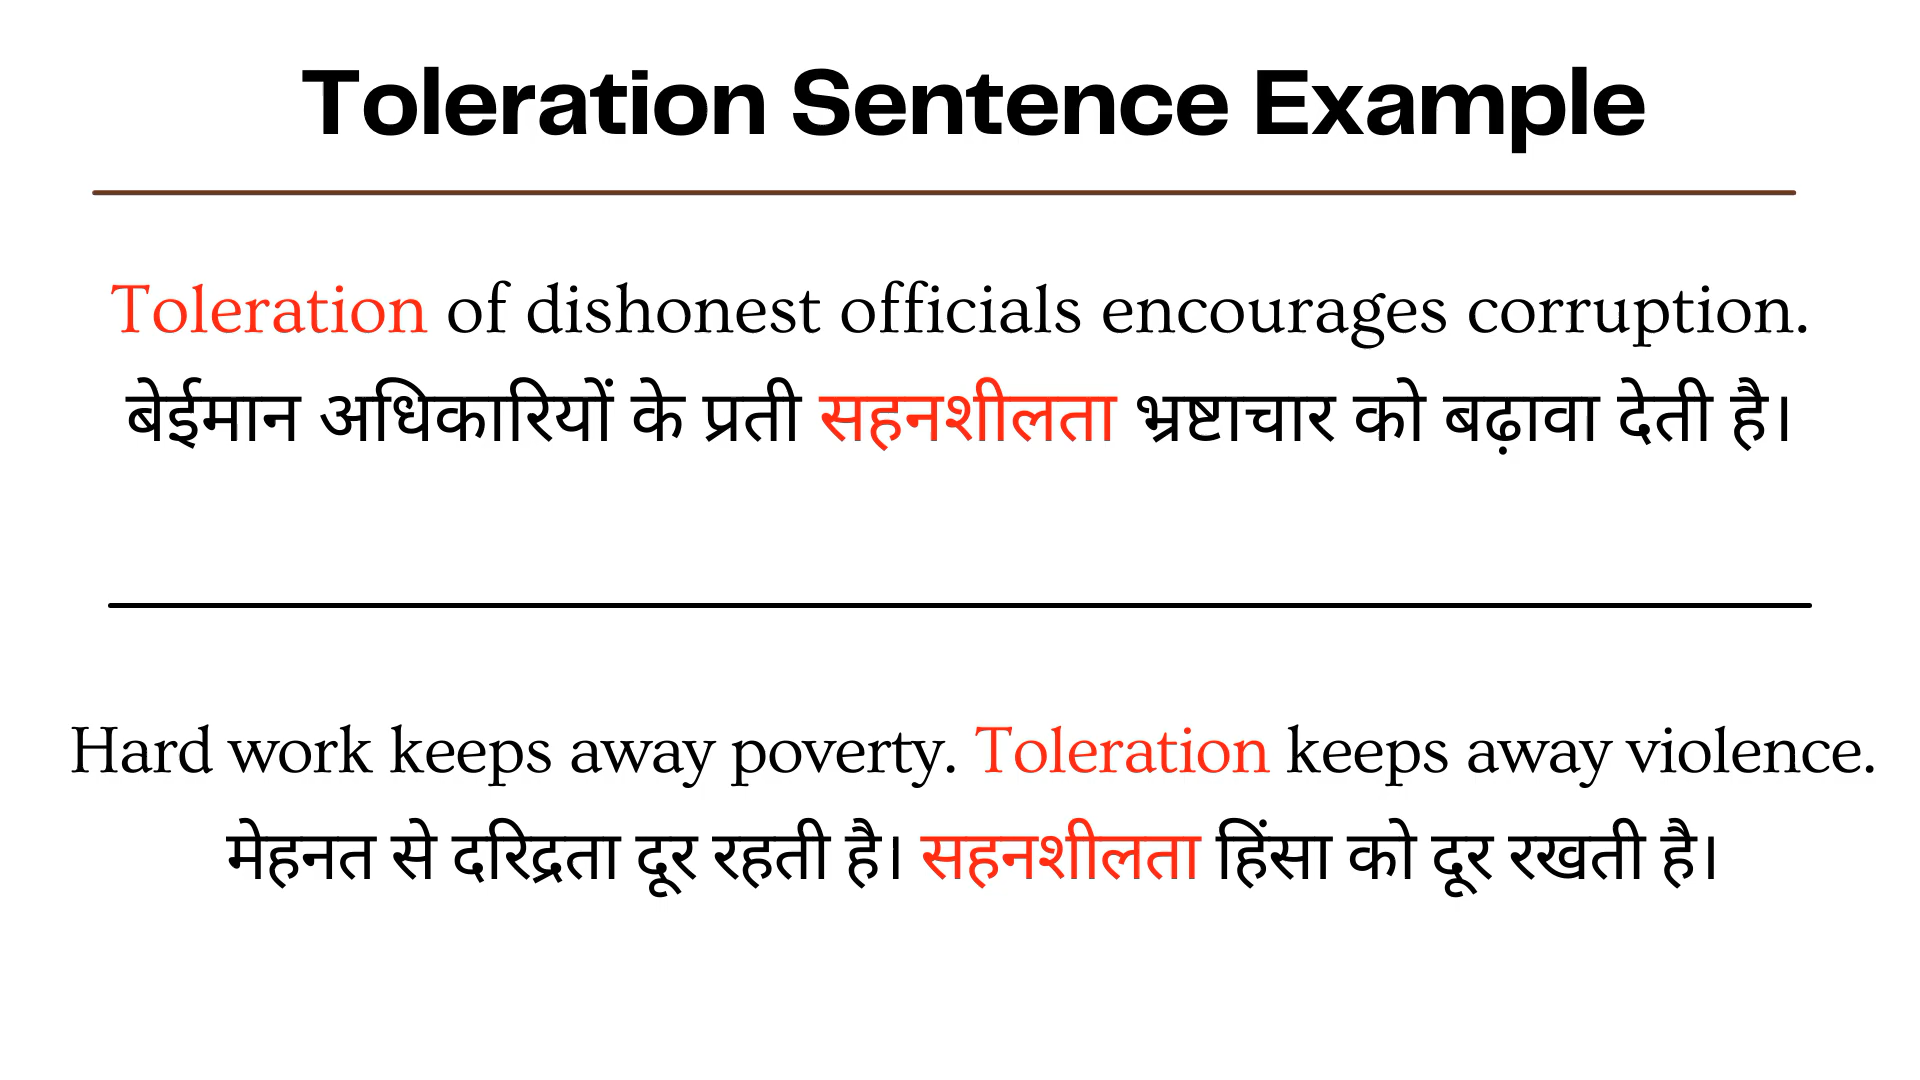 Toleration Sentence Example
Toleration of dishonest officials encourages corruption.
बेईमान अधिकारियों के प्रती सहनशीलता भ्रष्टाचार को बढ़ावा देती है।
Hard work keeps away poverty. Toleration keeps away violence.
मेहनत से दरिद्रता दूर रहती है। सहनशीलता हिंसा को दूर रखती है।